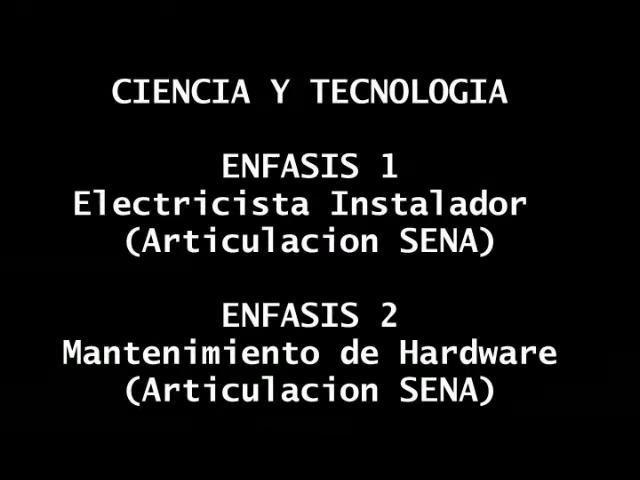 CIENCIA Y TECNOLOGIA
ENFASIS 1
Electricista Instalador
(Articulacion SENA)
ENFASIS 2
Mantenimiento de Hardware
(Articulacion SENA)